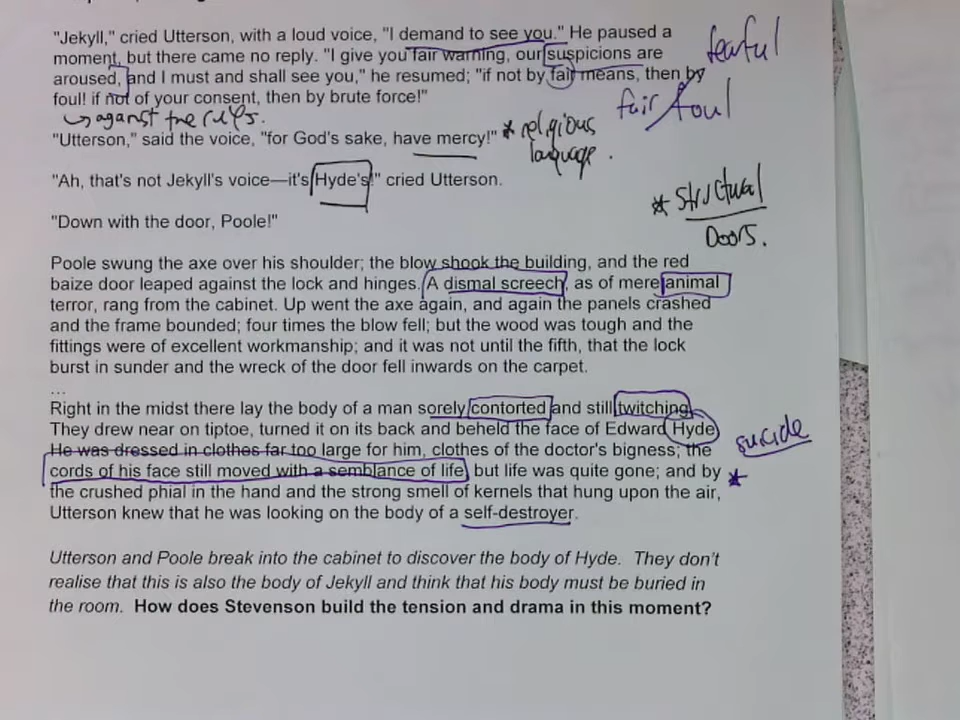 "Jekyll," cried Utterson, with a loud voice, "I demand to see you." He paused a
fearful
moment, but there came no reply. "I give you fair warning, our suspicions are
aroused, and I must and shall see you," he resumed; "if not by fair means, then by
fair / foul
foul! if not of your consent, then by brute force!"
↳ against the
"Utterson," said the voice, "for God's sake, have mercy!" * religious
language.
"Ah, that's not Jekyll's voice—it's Hyde's!" cried Utterson.
* Structural
Doors.
"Down with the door, Poole!"
Poole swung the axe over his shoulder; the blow shook the building, and the red
baize door leaped against the lock and hinges. A dismal screech, as of mere animal
terror, rang from the cabinet. Up went the axe again, and again the panels crashed
and the frame bounded; four times the blow fell; but the wood was tough and the
fittings were of excellent workmanship; and it was not until the fifth, that the lock
burst in sunder and the wreck of the door fell inwards on the carpet.
...
Right in the midst there lay the body of a man sorely contorted and still twitching.
They drew near on tiptoe, turned it on its back and beheld the face of Edward Hyde
suicide
He was dressed in clothes far too large for him, clothes of the doctor's bigness; the
cords of his face still moved with a semblance of life, but life was quite gone; and by *
the crushed phial in the hand and the strong smell of kernels that hung upon the air,
Utterson knew that he was looking on the body of a self-destroyer.
Utterson and Poole break into the cabinet to discover the body of Hyde. They don't
realise that this is also the body of Jekyll and think that his body must be buried in
the room. How does Stevenson build the tension and drama in this moment?